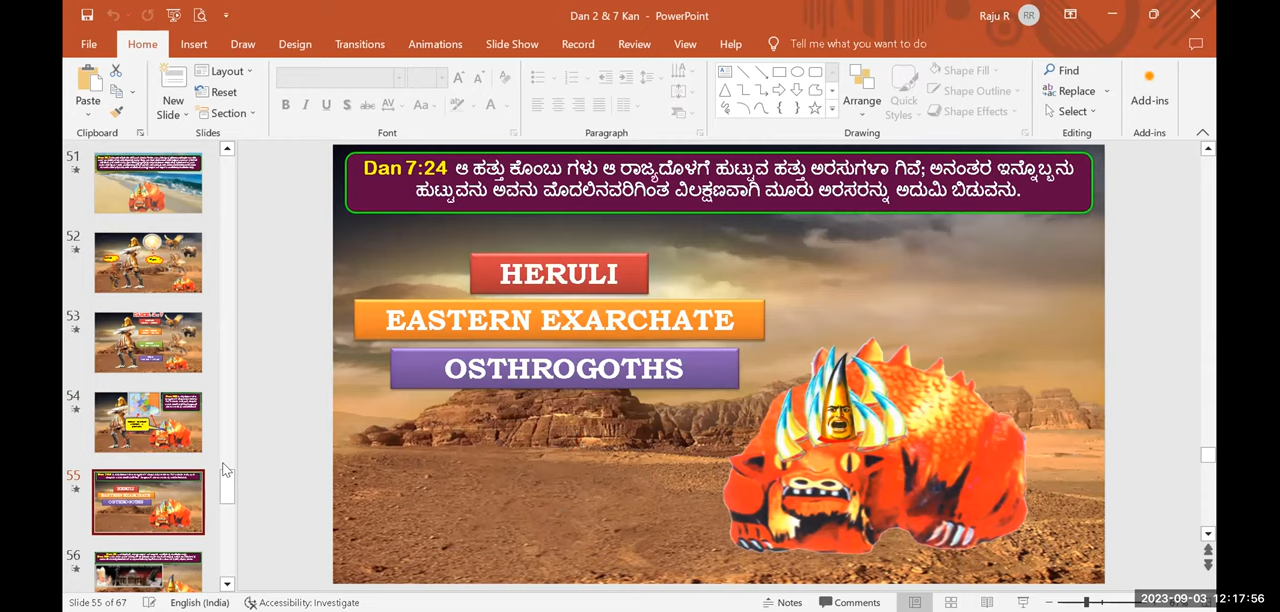 Dan 2 & 7 Kan - PowerPoint
Raju R
RR
File Home Insert Draw Design Transitions Animations Slide Show Record Review View Help Tell me what you want to do
Paste
New Slide
Layout
Reset
Section
B I U S abc AV Aa A
Arrange
Quick Styles
Shape Fill
Shape Outline
Shape Effects
Find
Replace
Select
Add-ins
Clipboard Slides Font Paragraph Drawing Editing Add-ins
51
52
53
54
55
56
Dan 7:24 ಆ ಹತ್ತು ಕೊಂಬು ಗಳು ಆ ರಾಜ್ಯದೊಳಗೆ ಹುಟ್ಟುವ ಹತ್ತು ಅರಸುಗಳಾ ಗಿವೆ; ಅನಂತರ ಇನ್ನೊಬ್ಬನು
ಹುಟ್ಟುವನು ಅವನು ಮೊದಲಿನವರಿಗಿಂತ ವಿಲಕ್ಷಣವಾಗಿ ಮೂರು ಅರಸರನ್ನು ಅದುಮಿ ಬಿಡುವನು.
HERULI
EASTERN EXARCHATE
OSTHROGOTHS
Slide 55 of 67 English (India) Accessibility: Investigate Notes Comments
2023-09-03 12:17:56